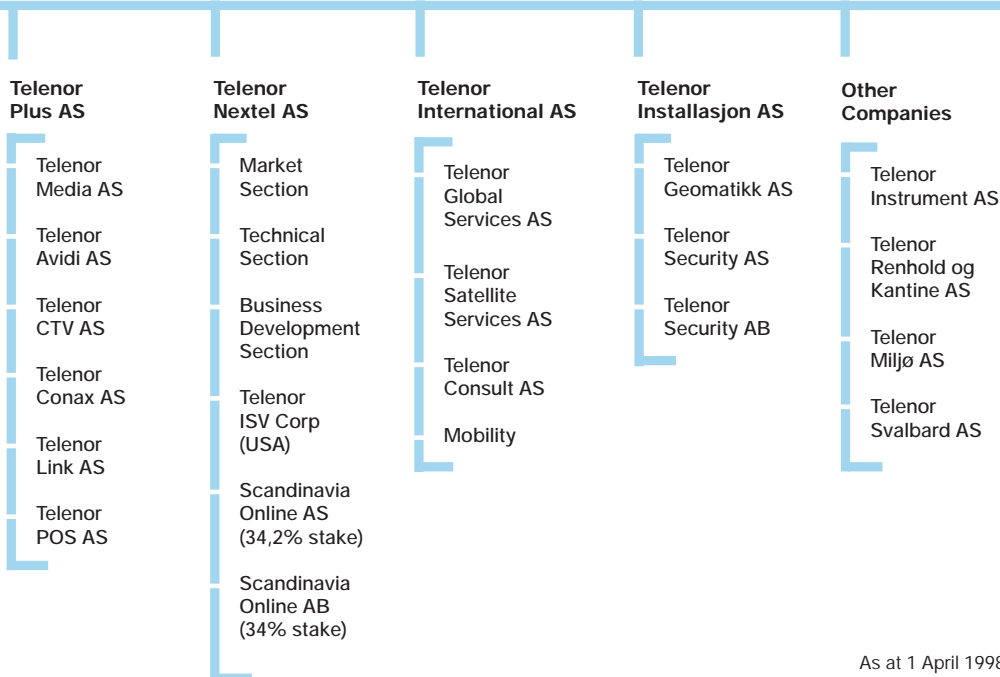 Telenor
Plus AS
Telenor
Media AS
Telenor
Avidi AS
Telenor
CTV AS
Telenor
Conax AS
Telenor
Link AS
Telenor
POS AS
Telenor
Nextel AS
Market
Section
Technical
Section
Business
Development
Section
Telenor
ISV Corp
(USA)
Scandinavia
Online AS
(34,2% stake)
Scandinavia
Online AB
(34% stake)
Telenor
International AS
Telenor
Global
Services AS
Telenor
Satellite
Services AS
Telenor
Consult AS
Mobility
Telenor
Installasjon AS
Telenor
Geomatikk AS
Telenor
Security AS
Telenor
Security AB
Other
Companies
Telenor
Instrument AS
Telenor
Renhold og
Kantine AS
Telenor
Miljø AS
Telenor
Svalbard AS
As at 1 April 1998